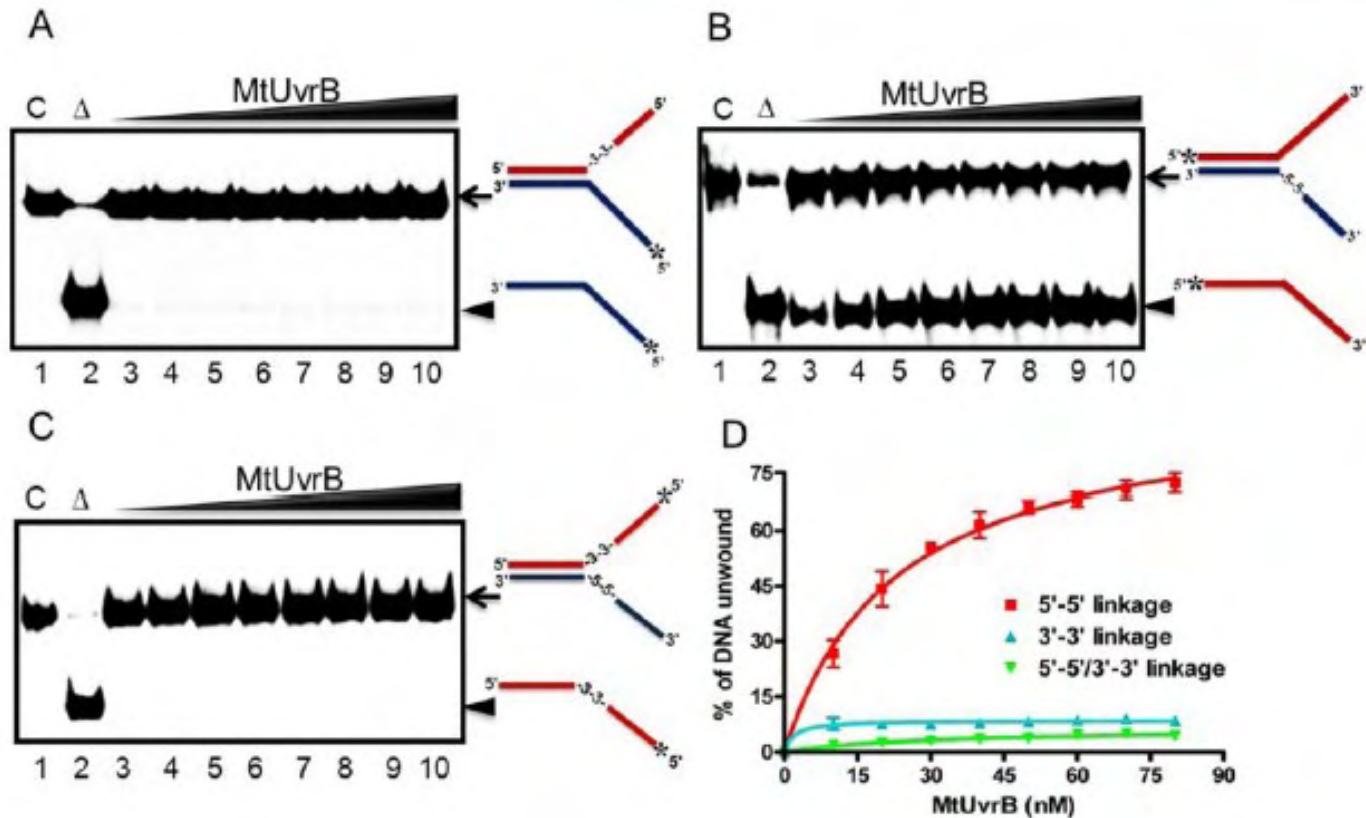 A
MtUvrB
C Δ
5'
-3'-3'-
5'
3'
*5'
3'
*5'
1 2 3 4 5 6 7 8 9 10
B
MtUvrB
C Δ
3'
5'*
3'
-5'-5'-
3'
5'*
3'
1 2 3 4 5 6 7 8 9 10
C
MtUvrB
C Δ
*5'
-3'-3'-
5'
3'
-5'-5'-
3'
5'
-3'-3'-
*5'
1 2 3 4 5 6 7 8 9 10
D
% of DNA unwound
75
60
45
30
15
0
5'-5' linkage
3'-3' linkage
5'-5'/3'-3' linkage
0 15 30 45 60 75 90
MtUvrB (nM)